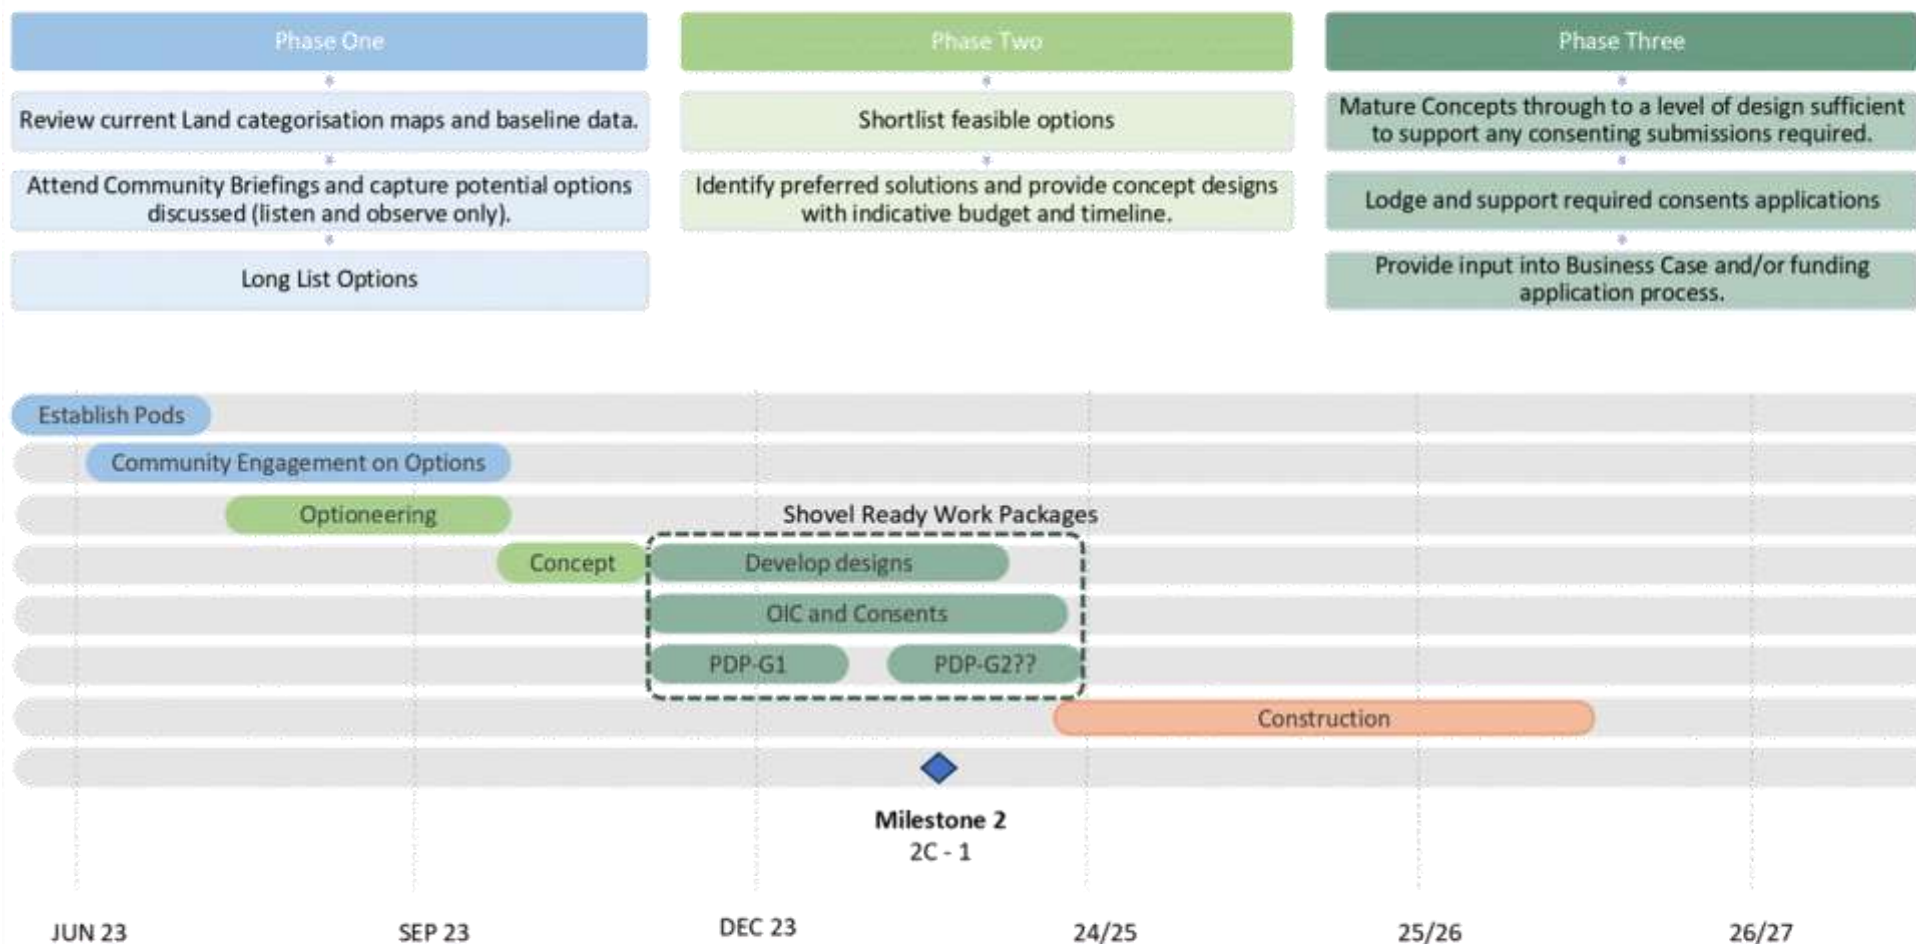 Phase One
Review current Land categorisation maps and baseline data.
Attend Community Briefings and capture potential options
discussed (listen and observe only).
Long List Options
Phase Two
Shortlist feasible options
Identify preferred solutions and provide concept designs
with indicative budget and timeline.
Phase Three
Mature Concepts through to a level of design sufficient
to support any consenting submissions required.
Lodge and support required consents applications
Provide input into Business Case and/or funding
application process.
Establish Pods
Community Engagement on Options
Optioneering
Shovel Ready Work Packages
Concept
Develop designs
OIC and Consents
PDP-G1
PDP-G2??
Construction
Milestone 2
2C - 1
JUN 23
SEP 23
DEC 23
24/25
25/26
26/27